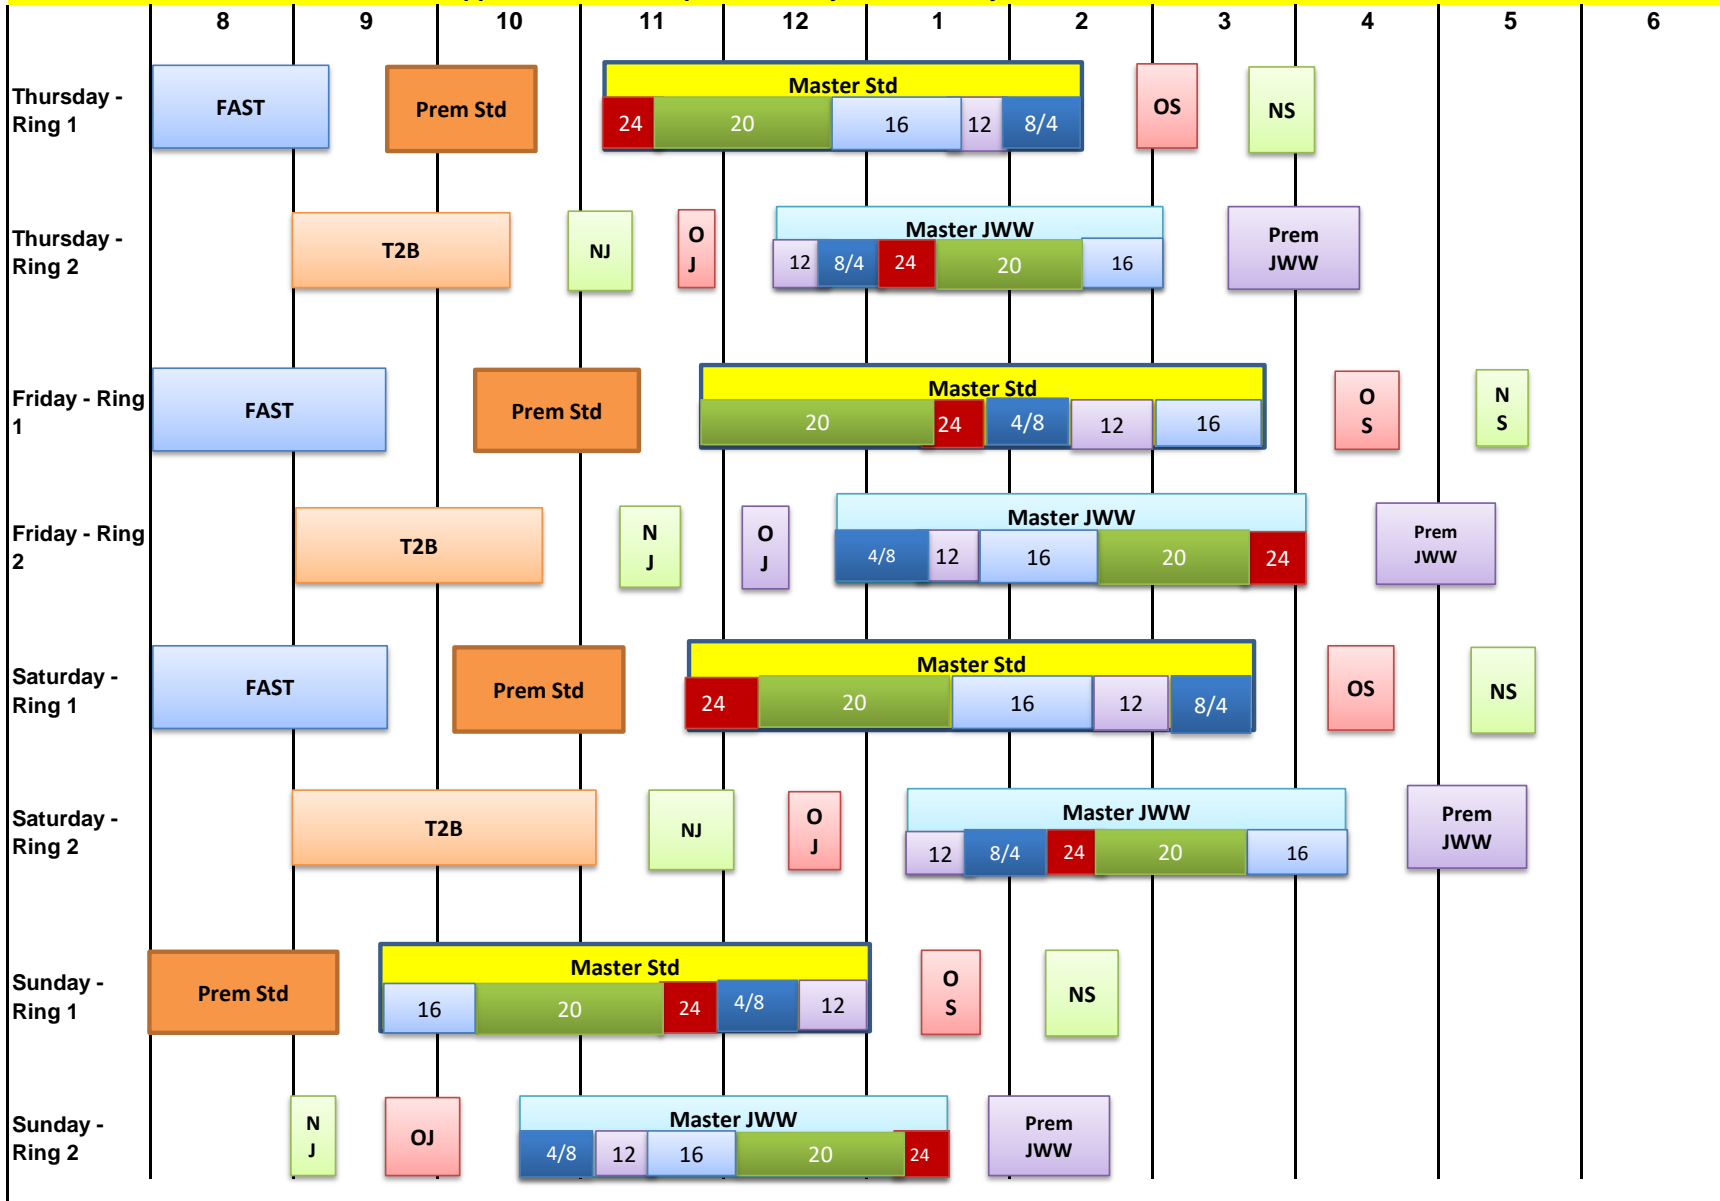 8 9 10 11 12 1 2 3 4 5 6
Thursday -
Ring 1
FAST
Prem Std
Master Std
24 20 16 12 8/4
OS
NS
Thursday -
Ring 2
T2B
NJ
O
J
Master JWW
12 8/4 24 20 16
Prem
JWW
Friday - Ring
1
FAST
Prem Std
Master Std
20 24 4/8 12 16
O
S
N
S
Friday - Ring
2
T2B
N
J
O
J
Master JWW
4/8 12 16 20 24
Prem
JWW
Saturday -
Ring 1
FAST
Prem Std
Master Std
24 20 16 12 8/4
OS
NS
Saturday -
Ring 2
T2B
NJ
O
J
Master JWW
12 8/4 24 20 16
Prem
JWW
Sunday -
Ring 1
Prem Std
Master Std
16 20 24 4/8 12
O
S
NS
Sunday -
Ring 2
N
J
OJ
Master JWW
4/8 12 16 20 24
Prem
JWW